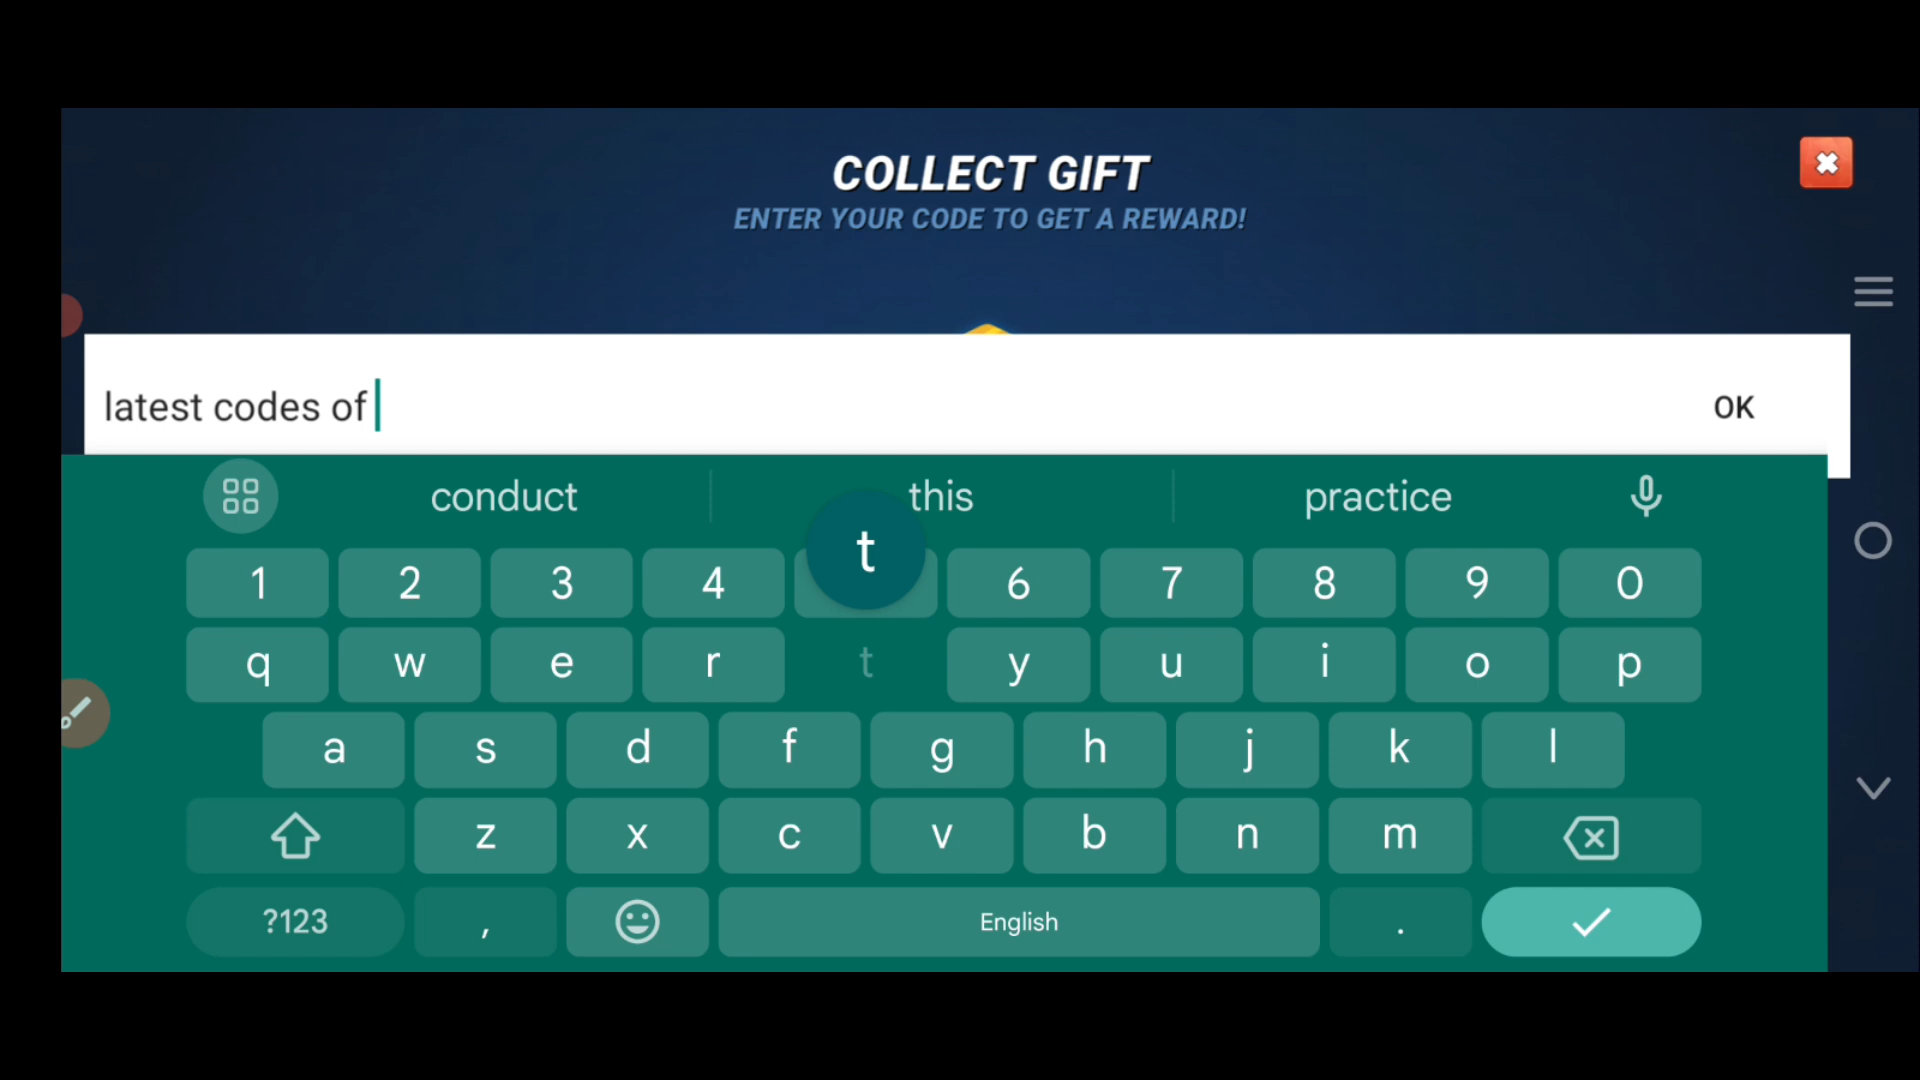 COLLECT GIFT
ENTER YOUR CODE TO GET A REWARD!
latest codes of
OK
conduct this practice
t
1 2 3 4 6 7 8 9 0
q w e r t y u i o p
a s d f g h j k l
z x c v b n m
?123 , English .